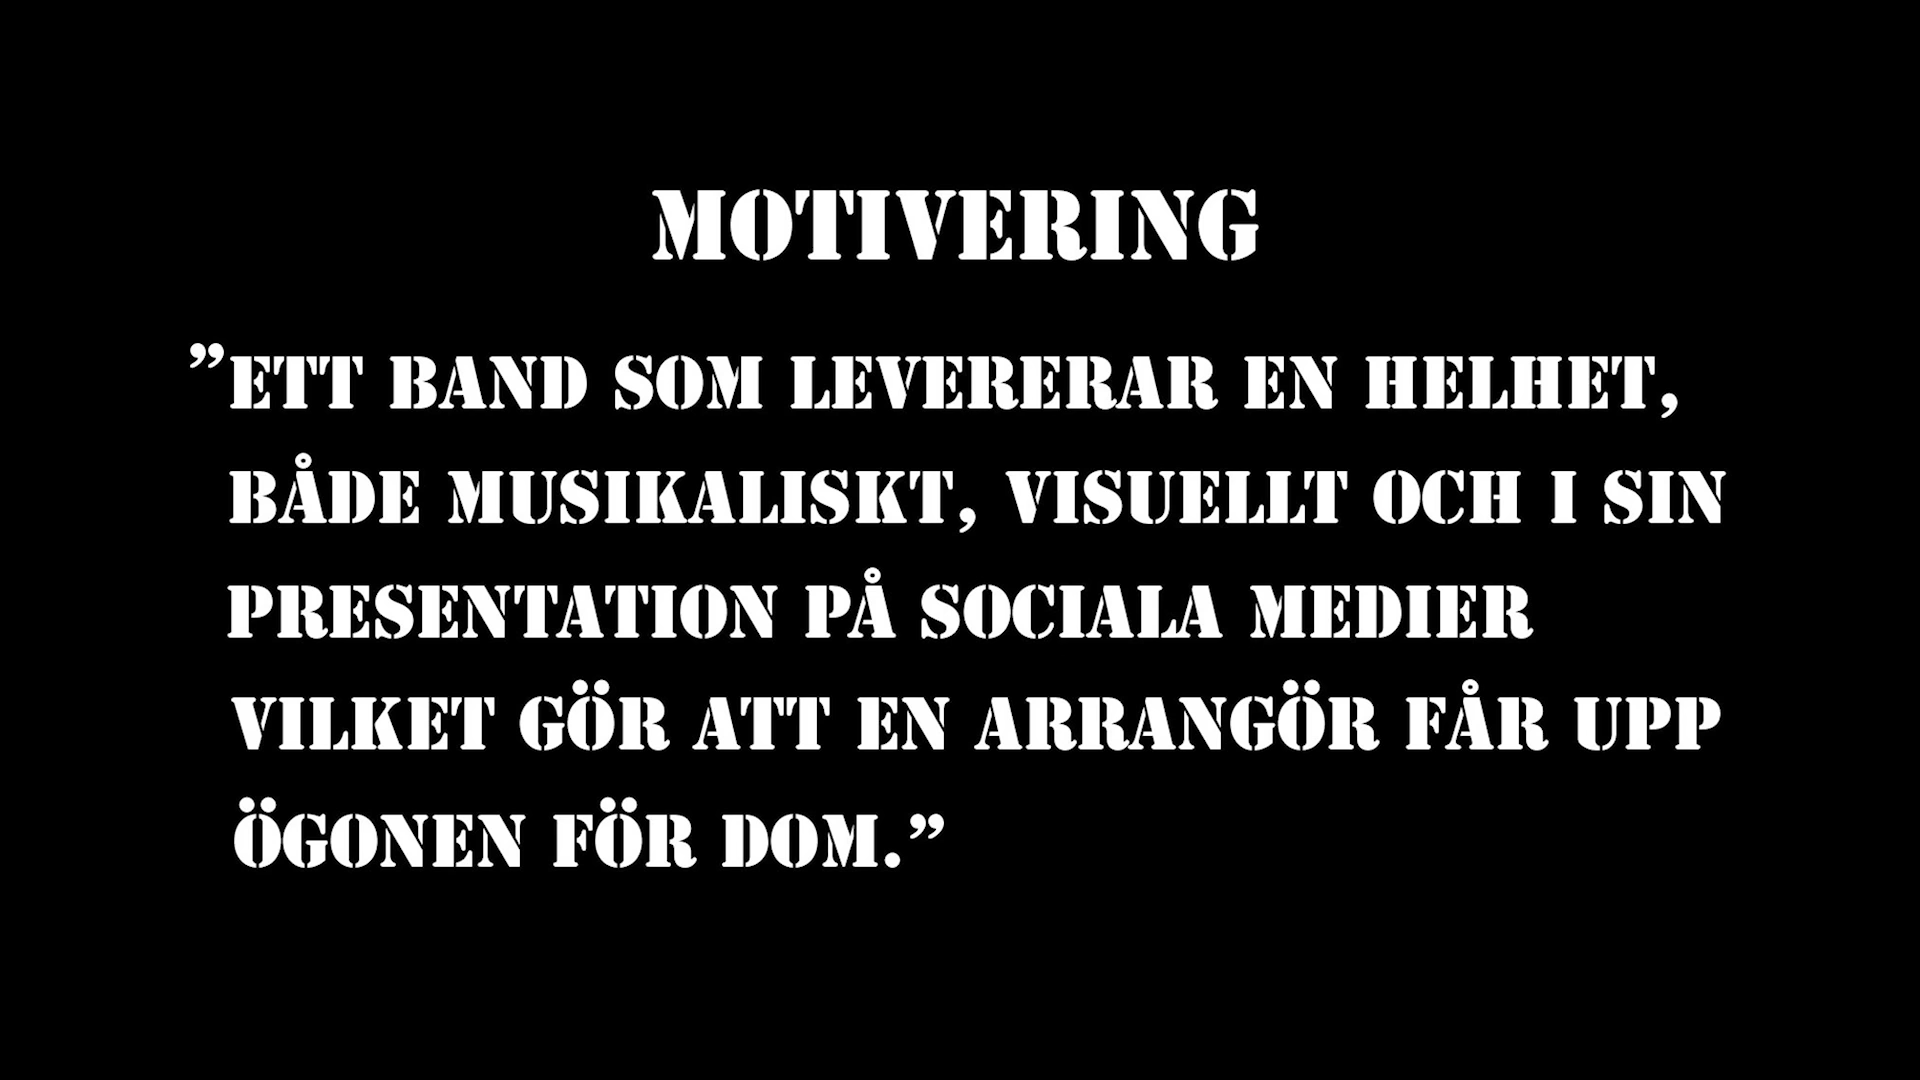 MOTIVERING
”ETT BAND SOM LEVERERAR EN HELHET,
BÅDE MUSIKALISKT, VISUELLT OCH I SIN
PRESENTATION PÅ SOCIALA MEDIER
VILKET GÖR ATT EN ARRANGÖR FÅR UPP
ÖGONEN FÖR DOM.”